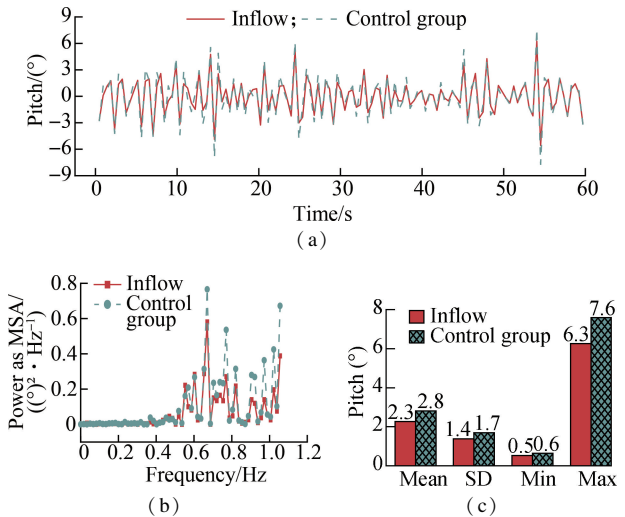 Inflow; Control group
Pitch/(°)
9
6
3
0
−3
−6
−9
0 10 20 30 40 50 60
Time/s
(a)
Power as MSA/
((°)² · Hz⁻¹)
0.8
0.6
0.4
0.2
0
Inflow
Control
group
0 0.2 0.4 0.6 0.8 1.0 1.2
Frequency/Hz
(b)
Pitch (°)
8
6
4
2
0
Inflow
Control group
2.3 2.8 1.4 1.7 0.5 0.6 6.3 7.6
Mean SD Min Max
(c)